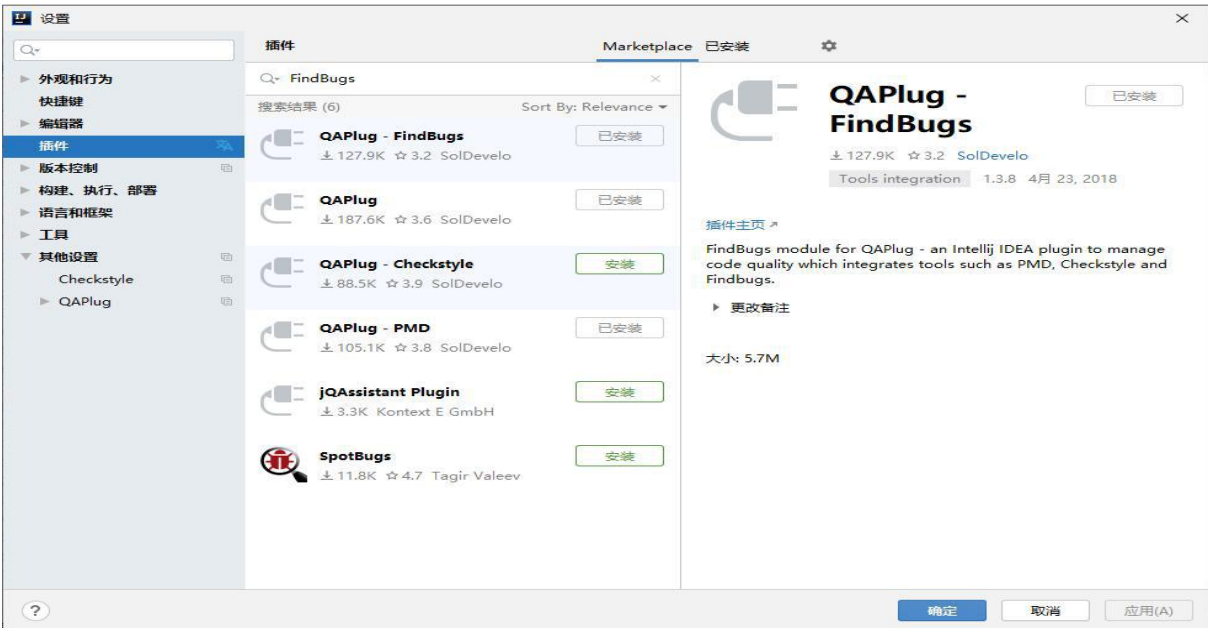 设置
插件
Marketplace 已安装
外观和行为
快捷键
编辑器
插件
版本控制
构建、执行、部署
语言和框架
工具
其他设置
Checkstyle
QAPlug
FindBugs
搜索结果 (6) Sort By: Relevance
QAPlug - FindBugs 已安装
127.9K 3.2 SolDevelo
QAPlug 已安装
187.6K 3.6 SolDevelo
QAPlug - Checkstyle 安装
88.5K 3.9 SolDevelo
QAPlug - PMD 已安装
105.1K 3.8 SolDevelo
jQAssistant Plugin 安装
3.3K Kontext E GmbH
SpotBugs 安装
11.8K 4.7 Tagir Valeev
QAPlug - 已安装
FindBugs
127.9K 3.2 SolDevelo
Tools integration 1.3.8 4月 23, 2018
插件主页
FindBugs module for QAPlug - an Intellij IDEA plugin to manage
code quality which integrates tools such as PMD, Checkstyle and
Findbugs.
更改备注
大小: 5.7M
?
确定 取消 应用(A)